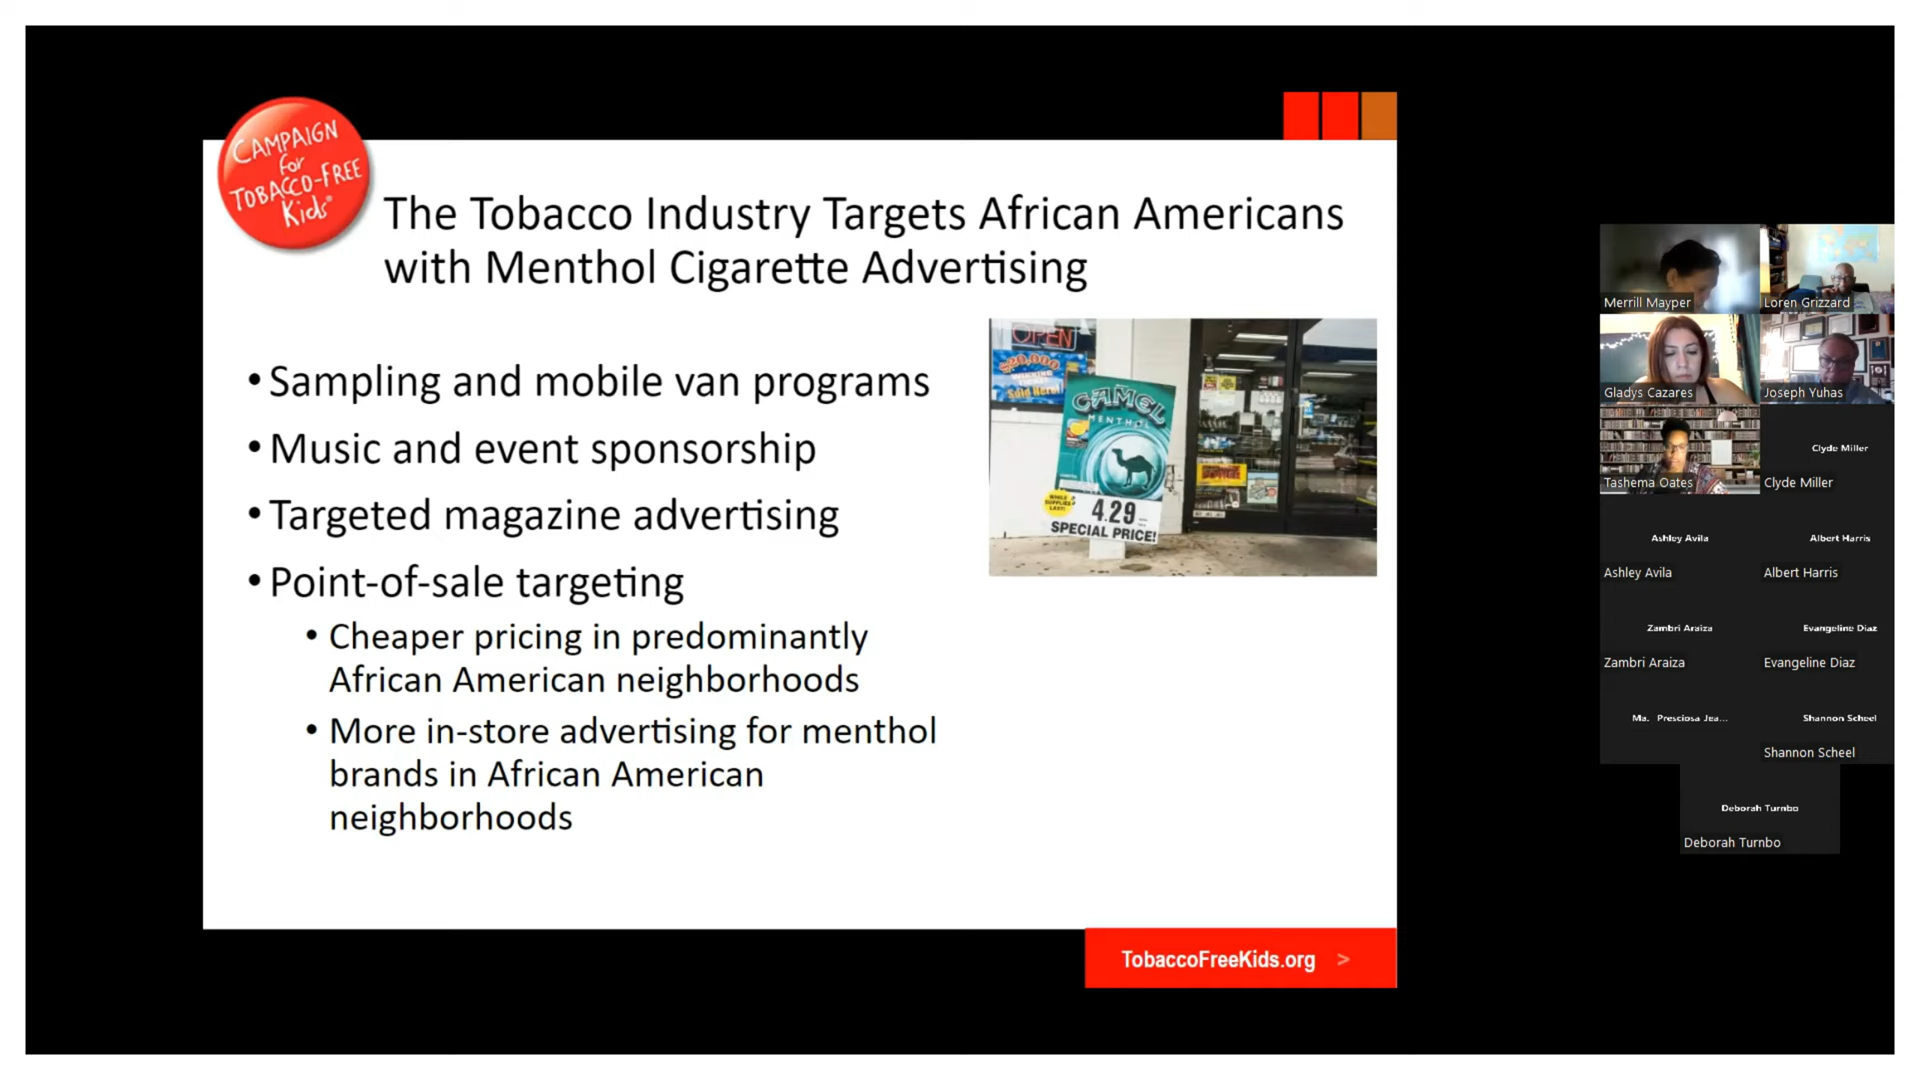 CAMPAIGN
for
TOBACCO-FREE
Kids®
The Tobacco Industry Targets African Americans
with Menthol Cigarette Advertising
• Sampling and mobile van programs
• Music and event sponsorship
• Targeted magazine advertising
• Point-of-sale targeting
• Cheaper pricing in predominantly
African American neighborhoods
• More in-store advertising for menthol
brands in African American
neighborhoods
OPEN
$20,000
WINNING
TICKET
Sold Here!
CAMEL
MENTHOL
WHILE
SUPPLIES
LAST!
4.29
SPECIAL PRICE!
TobaccoFreeKids.org >
Merrill Mayper
Loren Grizzard
Gladys Cazares
Joseph Yuhas
Tashema Oates
Clyde Miller
Clyde Miller
Ashley Avila
Albert Harris
Ashley Avila
Albert Harris
Zambri Araiza
Evangeline Diaz
Zambri Araiza
Evangeline Diaz
Ma. Presciosa Jea...
Shannon Scheel
Shannon Scheel
Deborah Turnbo
Deborah Turnbo